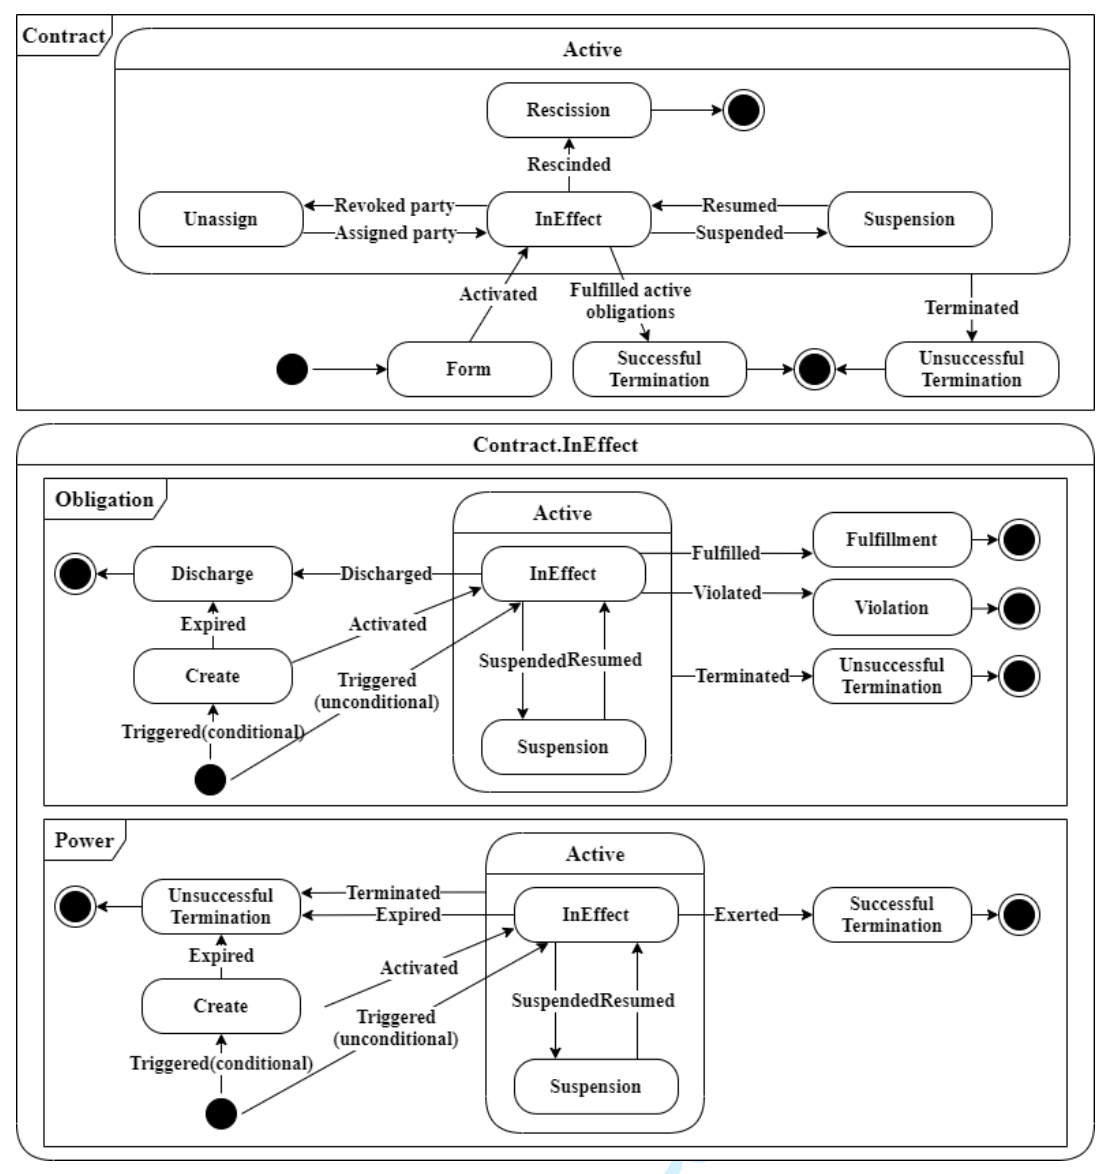 Contract
Active
Rescission
Rescinded
Unassign
Revoked party
Assigned party
InEffect
Resumed
Suspended
Suspension
Activated
Fulfilled active
obligations
Terminated
Form
Successful
Termination
Unsuccessful
Termination
Contract.InEffect
Obligation
Active
Discharge
Discharged
InEffect
Fulfilled
Fulfillment
Violated
Violation
Expired
Activated
Create
Triggered
(unconditional)
Suspended
Resumed
Terminated
Unsuccessful
Termination
Triggered(conditional)
Suspension
Power
Active
Unsuccessful
Termination
Terminated
Expired
InEffect
Exerted
Successful
Termination
Expired
Activated
Create
Triggered
(unconditional)
Suspended
Resumed
Triggered(conditional)
Suspension